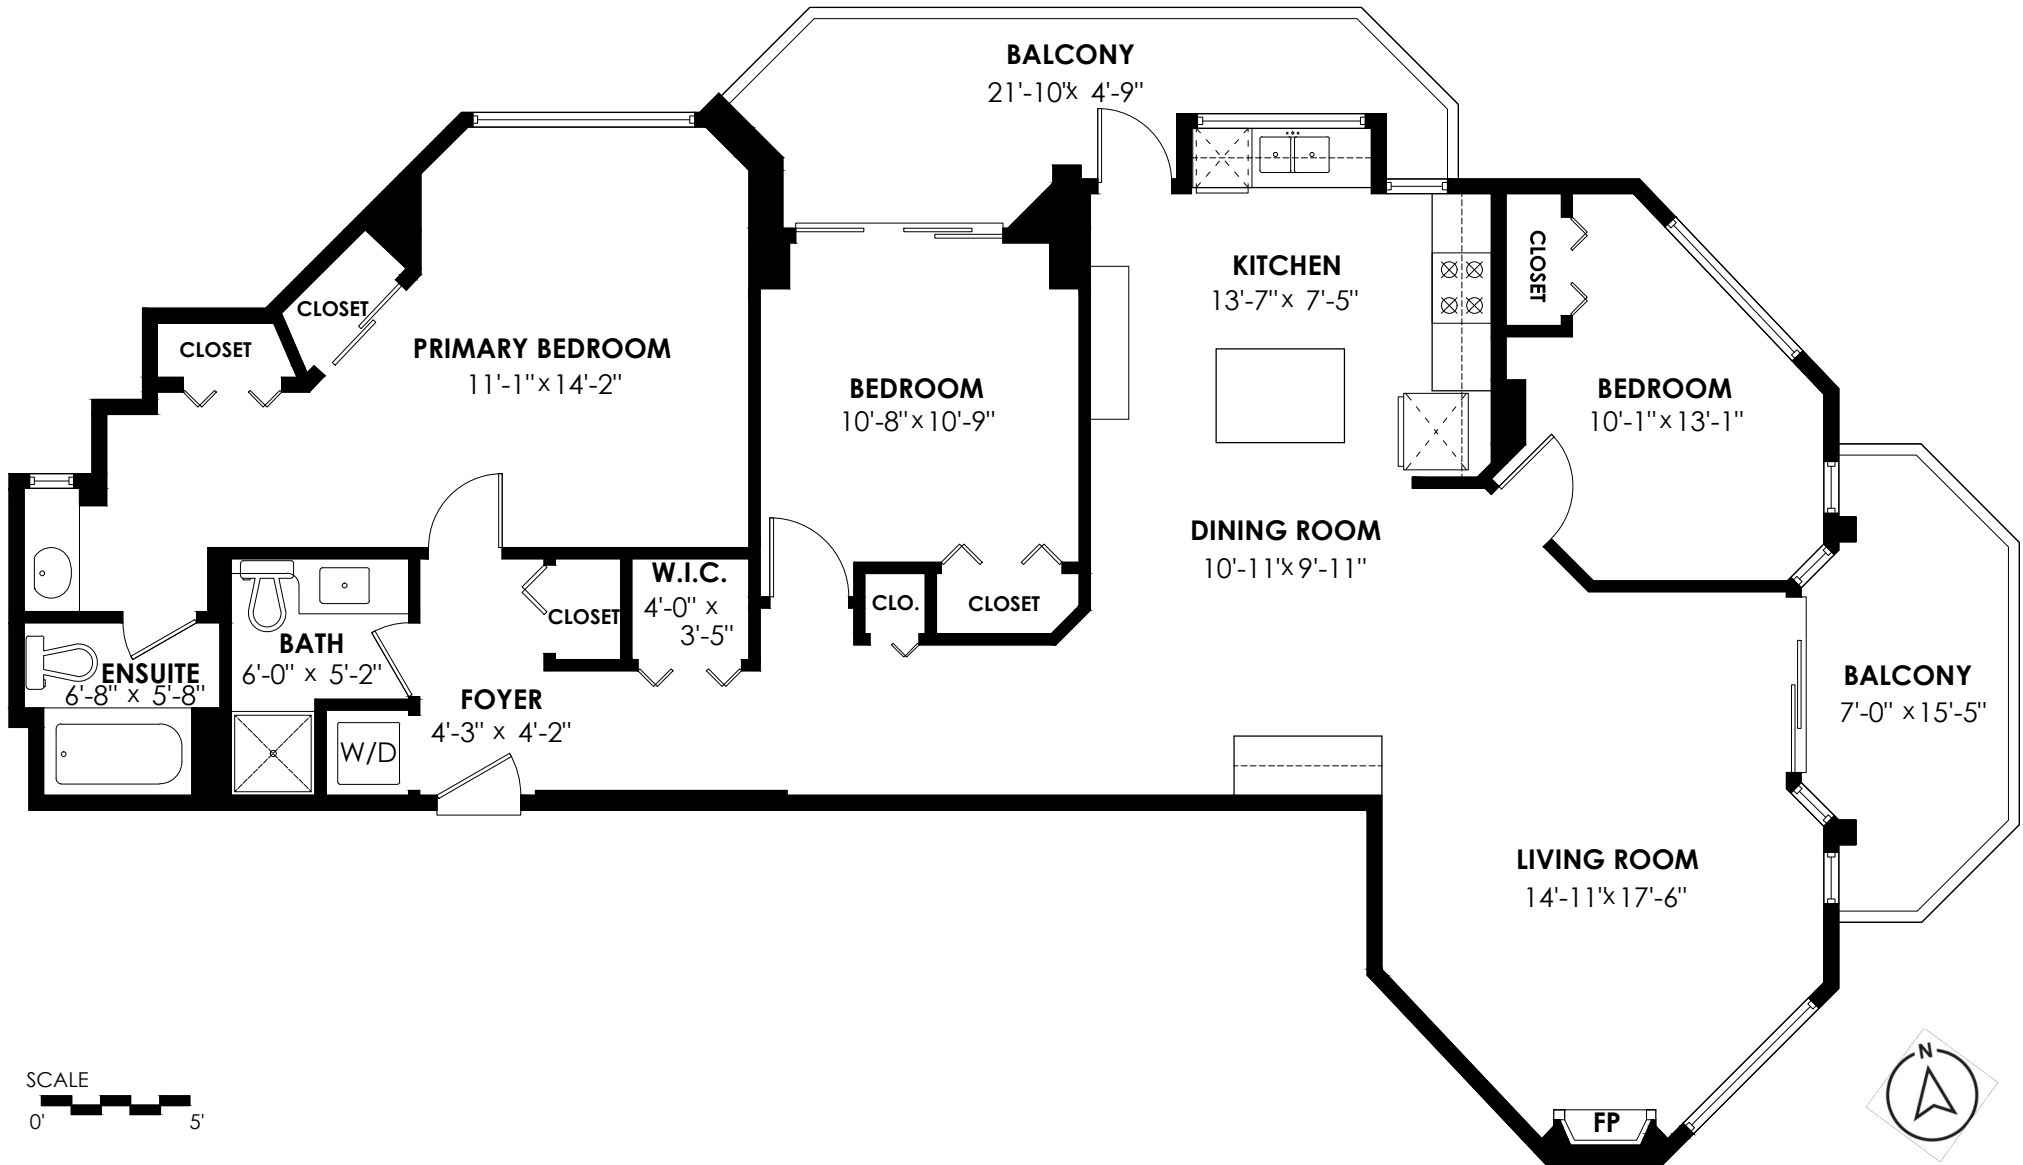 BALCONY
21'-10"x 4'-9"
CLOSET
KITCHEN
13'-7" x 7'-5"
CLOSET
CLOSET
PRIMARY BEDROOM
11'-1" x 14'-2"
BEDROOM
10'-8" x 10'-9"
BEDROOM
10'-1" x 13'-1"
DINING ROOM
10'-11"x 9'-11"
W.I.C.
4'-0" x
3'-5"
CLOSET
CLO.
CLOSET
BATH
6'-0" x 5'-2"
ENSUITE
6'-8" x 5'-8"
FOYER
4'-3" x 4'-2"
W/D
BALCONY
7'-0" x 15'-5"
LIVING ROOM
14'-11"x 17'-6"
FP
SCALE
0' 5'
N